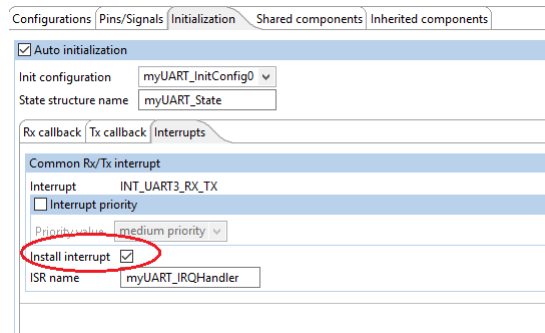 Configurations Pins/Signals Initialization Shared components Inherited components
Auto initialization
Init configuration myUART_InitConfig0
State structure name myUART_State
Rx callback Tx callback Interrupts
Common Rx/Tx interrupt
Interrupt INT_UART3_RX_TX
Interrupt priority
Priority value medium priority
Install interrupt
ISR name myUART_IRQHandler